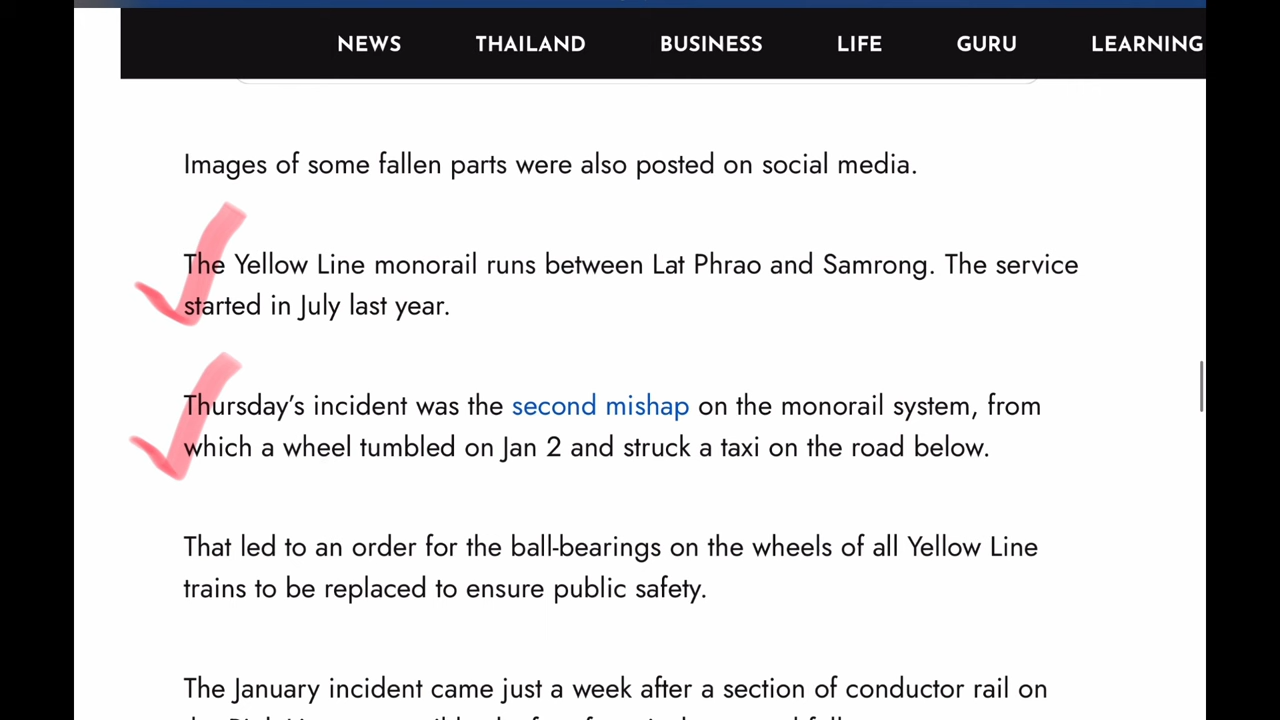 NEWS THAILAND BUSINESS LIFE GURU LEARNING
Images of some fallen parts were also posted on social media.
The Yellow Line monorail runs between Lat Phrao and Samrong. The service
started in July last year.
Thursday's incident was the second mishap on the monorail system, from
which a wheel tumbled on Jan 2 and struck a taxi on the road below.
That led to an order for the ball-bearings on the wheels of all Yellow Line
trains to be replaced to ensure public safety.
The January incident came just a week after a section of conductor rail on